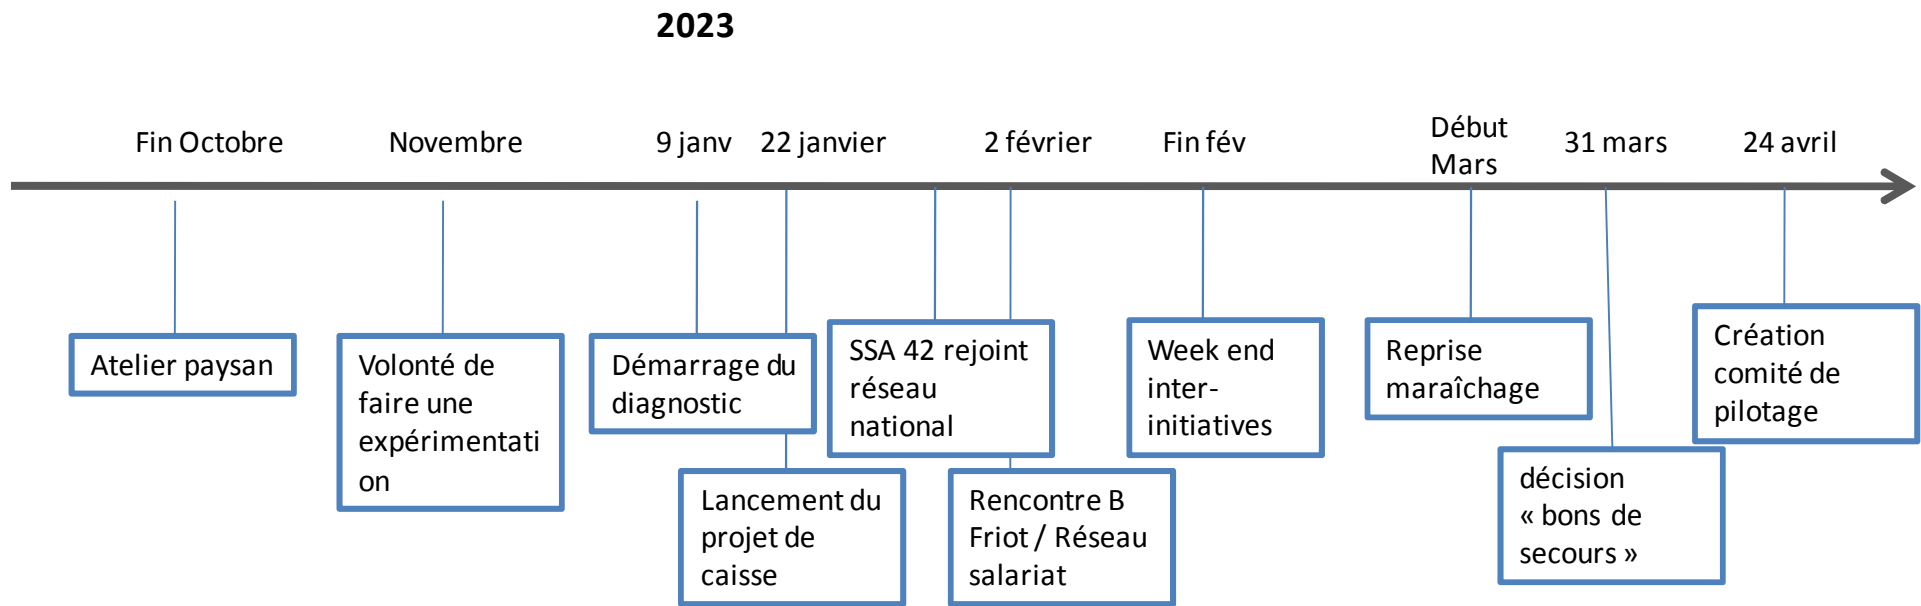 2023
Fin Octobre
Novembre
9 janv
22 janvier
2 février
Fin fév
Début
Mars
31 mars
24 avril
Atelier paysan
Volonté de
faire une
expérimentati
on
Démarrage du
diagnostic
Lancement du
projet de
caisse
SSA 42 rejoint
réseau
national
Rencontre B
Friot / Réseau
salariat
Week end
inter-
initiatives
Reprise
maraîchage
décision
« bons de
secours »
Création
comité de
pilotage